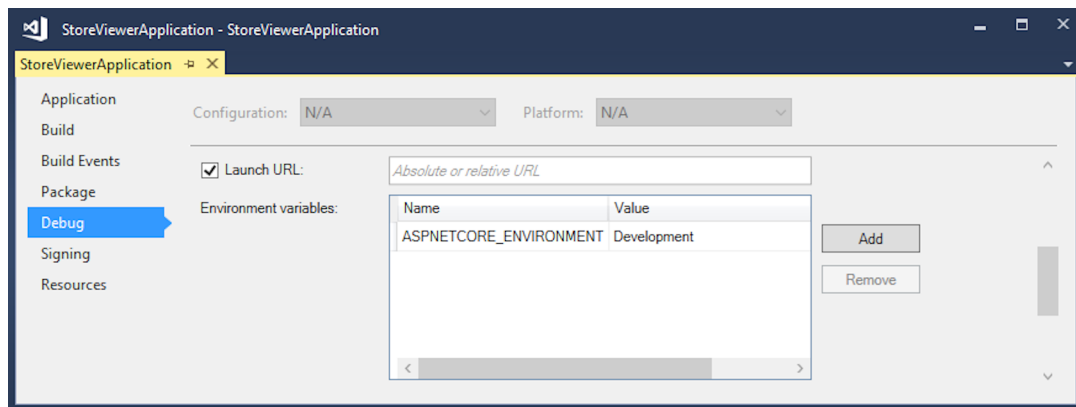 StoreViewerApplication - StoreViewerApplication
StoreViewerApplication
Application
Build
Build Events
Package
Debug
Signing
Resources
Configuration: N/A Platform: N/A
Launch URL: Absolute or relative URL
Environment variables:
Name Value
ASPNETCORE_ENVIRONMENT Development
Add
Remove